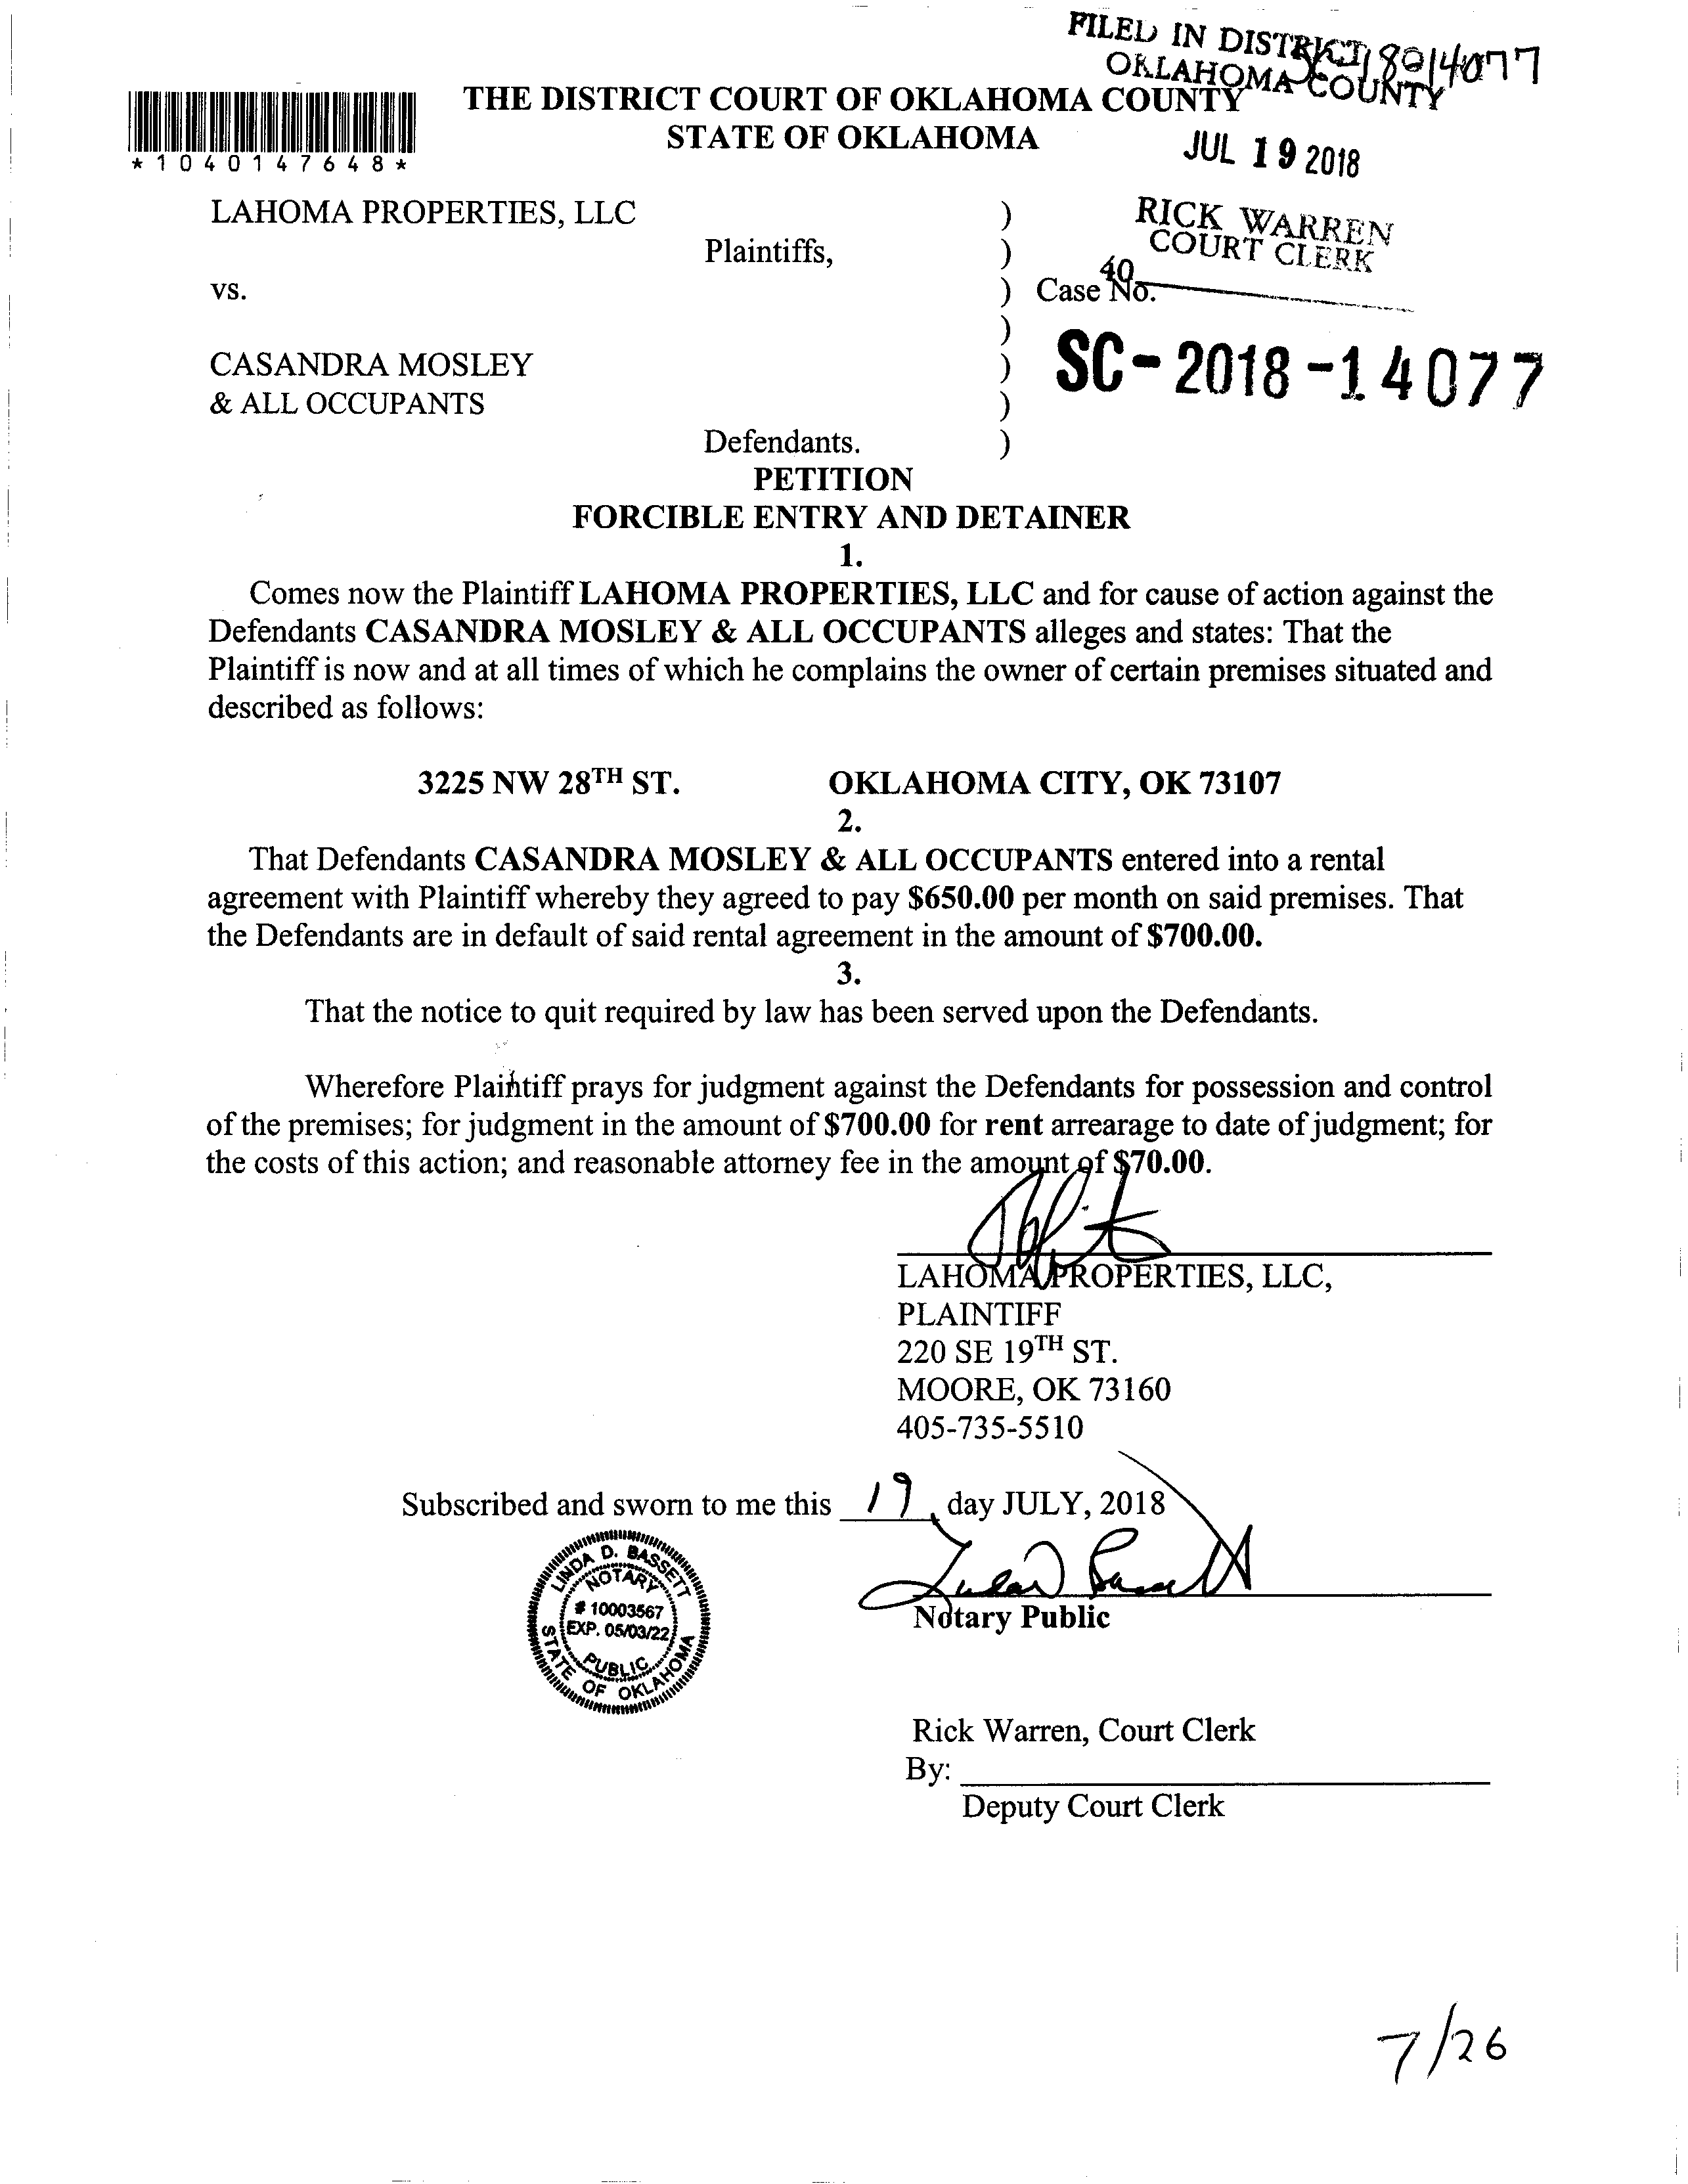 FILED IN DISTRICT
OKLAHOMA COUNTY
SC18014077
THE DISTRICT COURT OF OKLAHOMA COUNTY
STATE OF OKLAHOMA
*1040147648*
JUL 19 2018
LAHOMA PROPERTIES, LLC )
Plaintiffs, )
RICK WARREN
COURT CLERK
40
vs. ) Case No.
)
CASANDRA MOSLEY )
SC-2018-14077
& ALL OCCUPANTS )
Defendants. )
PETITION
FORCIBLE ENTRY AND DETAINER
1.
Comes now the Plaintiff LAHOMA PROPERTIES, LLC and for cause of action against the
Defendants CASANDRA MOSLEY & ALL OCCUPANTS alleges and states: That the
Plaintiff is now and at all times of which he complains the owner of certain premises situated and
described as follows:
3225 NW 28TH ST. OKLAHOMA CITY, OK 73107
2.
That Defendants CASANDRA MOSLEY & ALL OCCUPANTS entered into a rental
agreement with Plaintiff whereby they agreed to pay $650.00 per month on said premises. That
the Defendants are in default of said rental agreement in the amount of $700.00.
3.
That the notice to quit required by law has been served upon the Defendants.
Wherefore Plaintiff prays for judgment against the Defendants for possession and control
of the premises; for judgment in the amount of $700.00 for rent arrearage to date of judgment; for
the costs of this action; and reasonable attorney fee in the amount of $70.00.
LAHOMA PROPERTIES, LLC,
PLAINTIFF
220 SE 19TH ST.
MOORE, OK 73160
405-735-5510
Subscribed and sworn to me this 19, day JULY, 2018
LINDA D. BASSETT
NOTARY
# 10003567
EXP. 05/03/22
PUBLIC
STATE OF OKLAHOMA
Notary Public
Rick Warren, Court Clerk
By:
Deputy Court Clerk
7/26